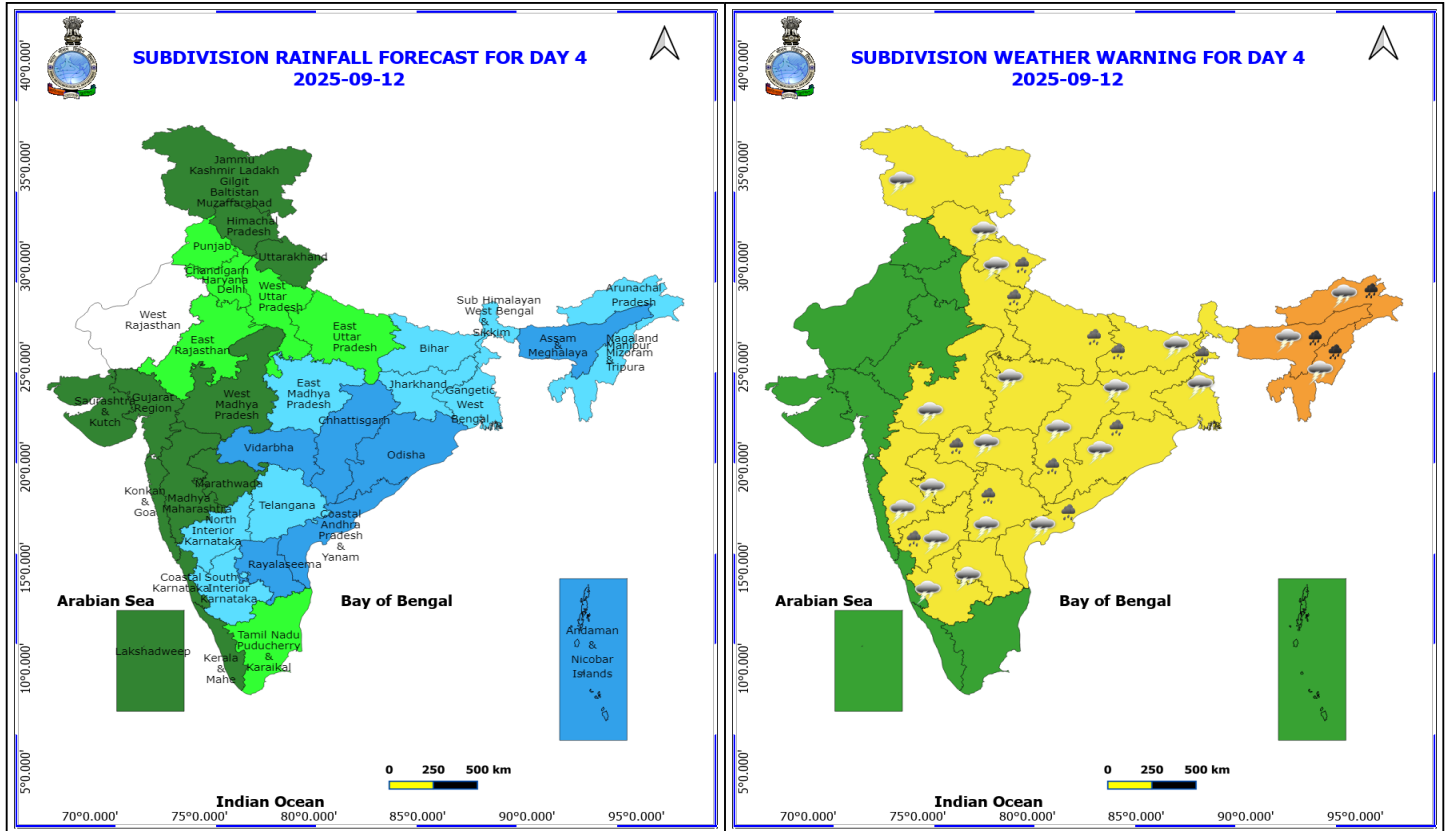 SUBDIVISION RAINFALL FORECAST FOR DAY 4
2025-09-12
40°0.000'
35°0.000'
30°0.000'
25°0.000'
20°0.000'
15°0.000'
10°0.000'
5°0.000'
Jammu
Kashmir Ladakh
Gilgit
Baltistan
Muzaffarabad
Himachal
Pradesh
Punjab
Uttarakhand
Chandigarh
Haryana
Delhi
West
Uttar
Pradesh
West
Rajasthan
East
Rajasthan
East
Uttar
Pradesh
Sub Himalayan
West Bengal
&
Sikkim
Arunachal
Pradesh
Assam
&
Meghalaya
Nagaland
Manipur
Mizoram
&
Tripura
Bihar
Jharkhand
Gangetic
West
Bengal
Saurashtra
&
Kutch
Gujarat
Region
West
Madhya
Pradesh
East
Madhya
Pradesh
Chhattisgarh
Vidarbha
Odisha
Konkan
&
Goa
Marathwada
Madhya
Maharashtra
Telangana
North
Interior
Karnataka
Coastal
Andhra
Pradesh
&
Yanam
Rayalaseema
Coastal
Karnataka
South
Interior
Karnataka
Arabian Sea
Bay of Bengal
Lakshadweep
Kerala
&
Mahe
Tamil Nadu
Puducherry
&
Karaikal
Andaman
&
Nicobar
Islands
0 250 500 km
Indian Ocean
70°0.000' 75°0.000' 80°0.000' 85°0.000' 90°0.000' 95°0.000'
SUBDIVISION WEATHER WARNING FOR DAY 4
2025-09-12
40°0.000'
35°0.000'
30°0.000'
25°0.000'
20°0.000'
15°0.000'
10°0.000'
5°0.000'
Arabian Sea
Bay of Bengal
0 250 500 km
Indian Ocean
70°0.000' 75°0.000' 80°0.000' 85°0.000' 90°0.000' 95°0.000'